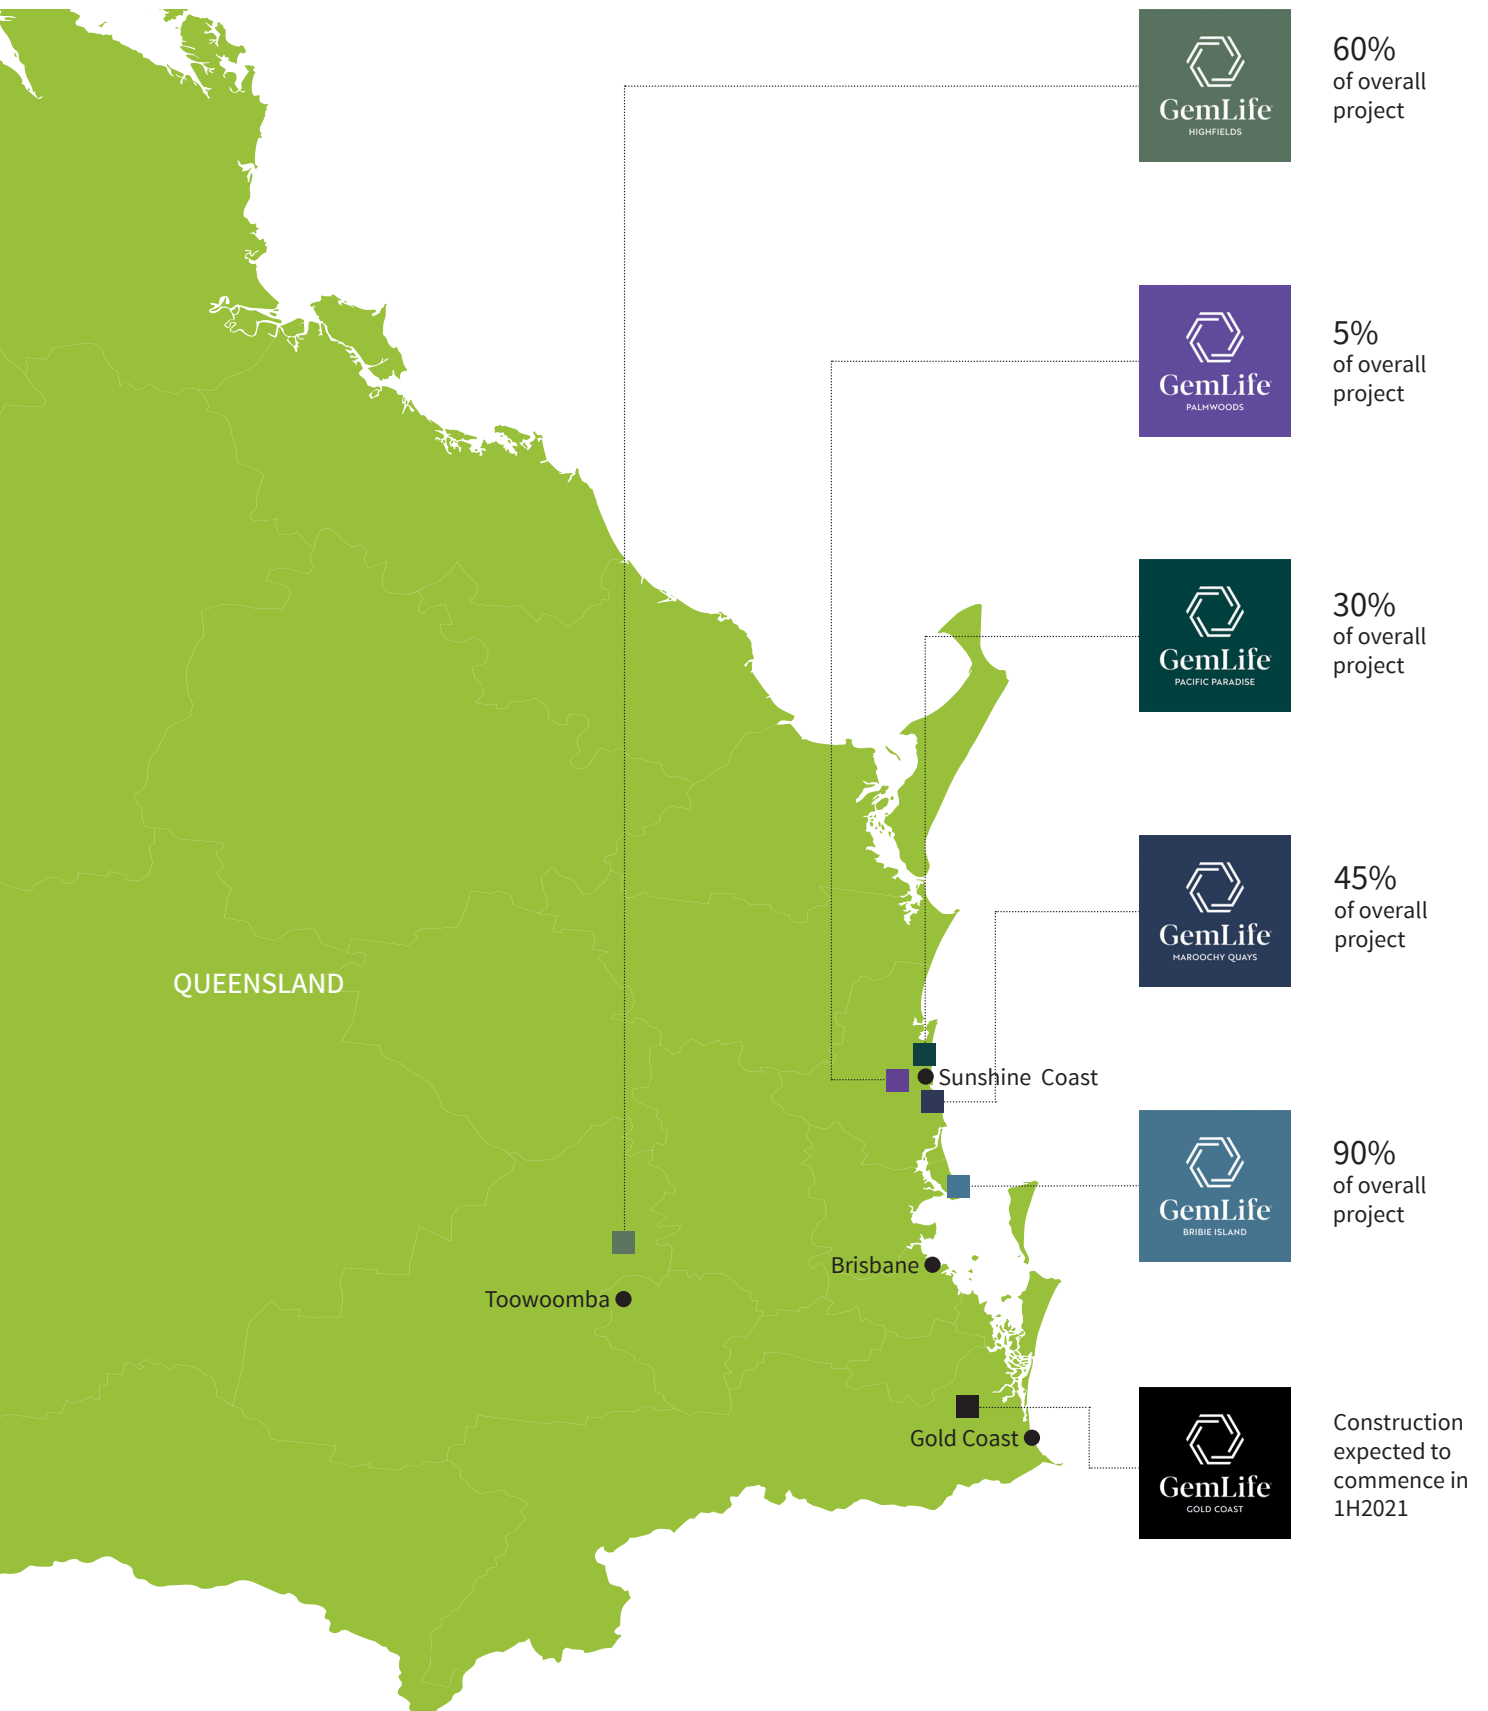 GemLife
HIGHFIELDS
60%
of overall
project
GemLife
PALMWOODS
5%
of overall
project
GemLife
PACIFIC PARADISE
30%
of overall
project
GemLife
MAROOCHY QUAYS
45%
of overall
project
QUEENSLAND
Sunshine Coast
GemLife
BRIBIE ISLAND
90%
of overall
project
Brisbane
Toowoomba
Gold Coast
GemLife
GOLD COAST
Construction
expected to
commence in
1H2021